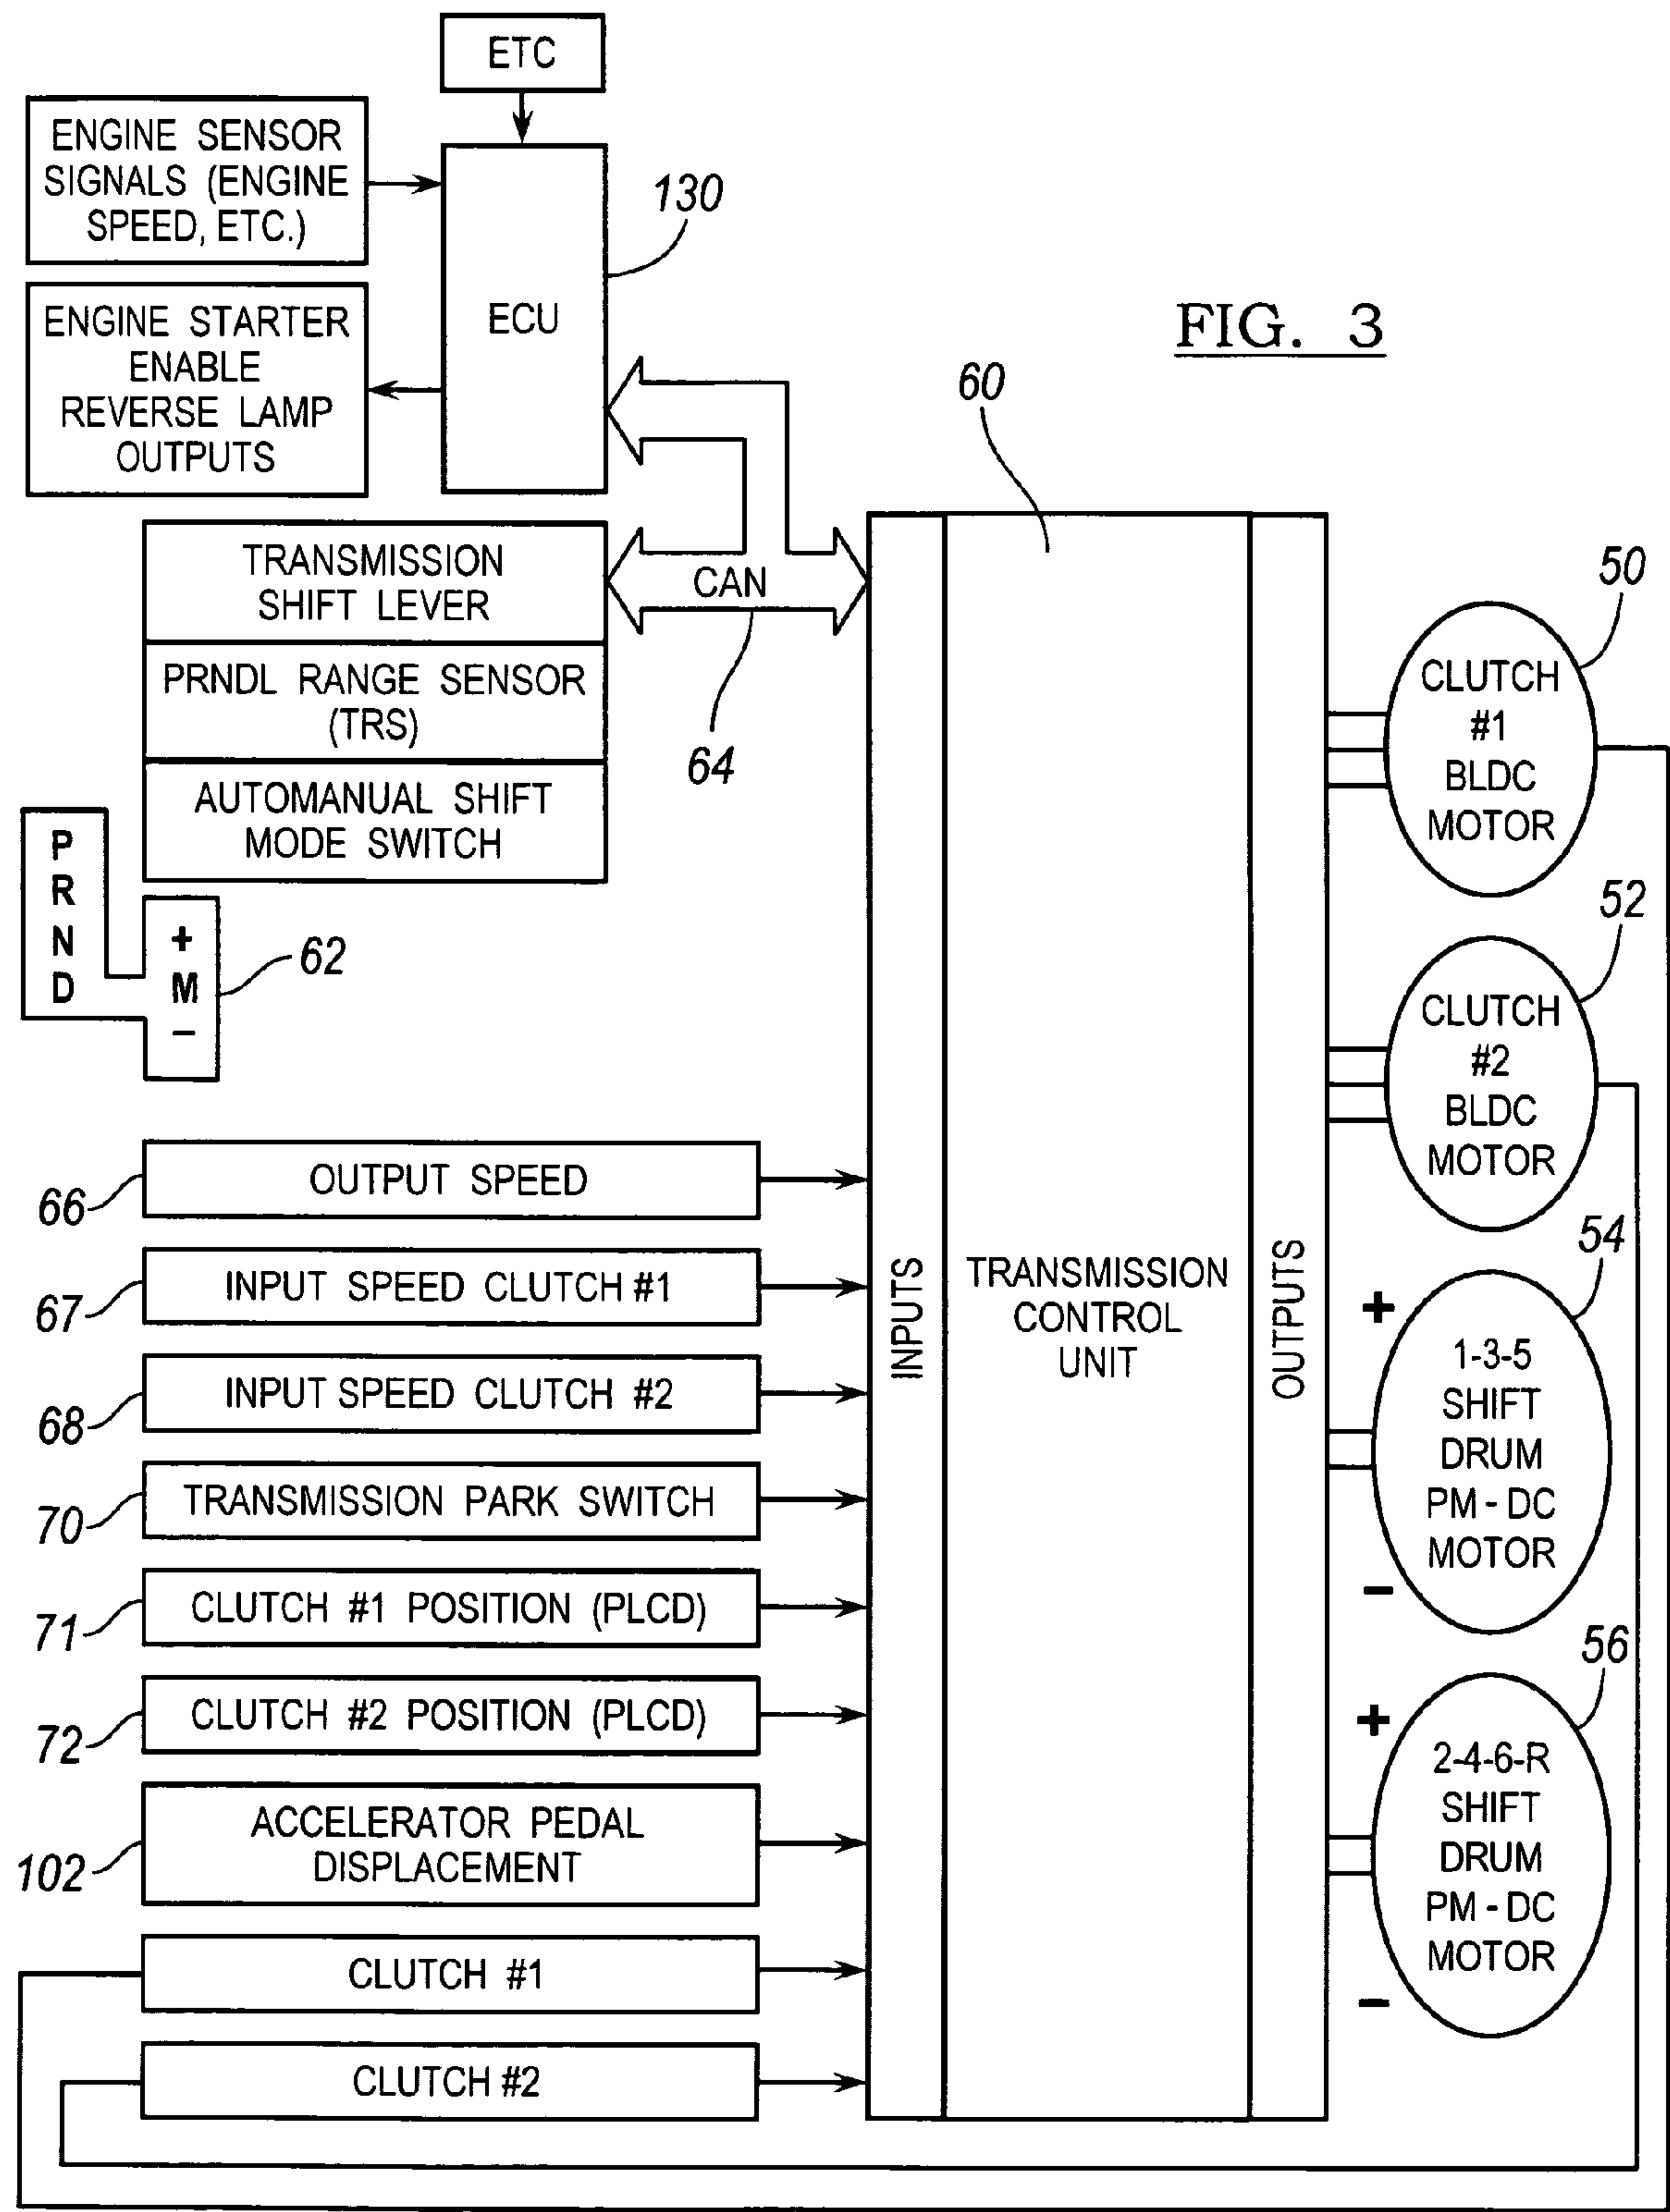 ETC
ENGINE SENSOR
SIGNALS (ENGINE
SPEED, ETC.)
130
ECU
ENGINE STARTER
ENABLE
REVERSE LAMP
OUTPUTS
FIG. 3
60
TRANSMISSION
SHIFT LEVER
CAN
64
PRNDL RANGE SENSOR
(TRS)
AUTOMANUAL SHIFT
MODE SWITCH
P
R
N
D
+
M
−
62
50
CLUTCH
#1
BLDC
MOTOR
52
CLUTCH
#2
BLDC
MOTOR
66
OUTPUT SPEED
67
INPUT SPEED CLUTCH #1
68
INPUT SPEED CLUTCH #2
70
TRANSMISSION PARK SWITCH
71
CLUTCH #1 POSITION (PLCD)
72
CLUTCH #2 POSITION (PLCD)
102
ACCELERATOR PEDAL
DISPLACEMENT
CLUTCH #1
CLUTCH #2
INPUTS
TRANSMISSION
CONTROL
UNIT
OUTPUTS
54
+
1-3-5
SHIFT
DRUM
PM - DC
MOTOR
−
56
+
2-4-6-R
SHIFT
DRUM
PM - DC
MOTOR
−